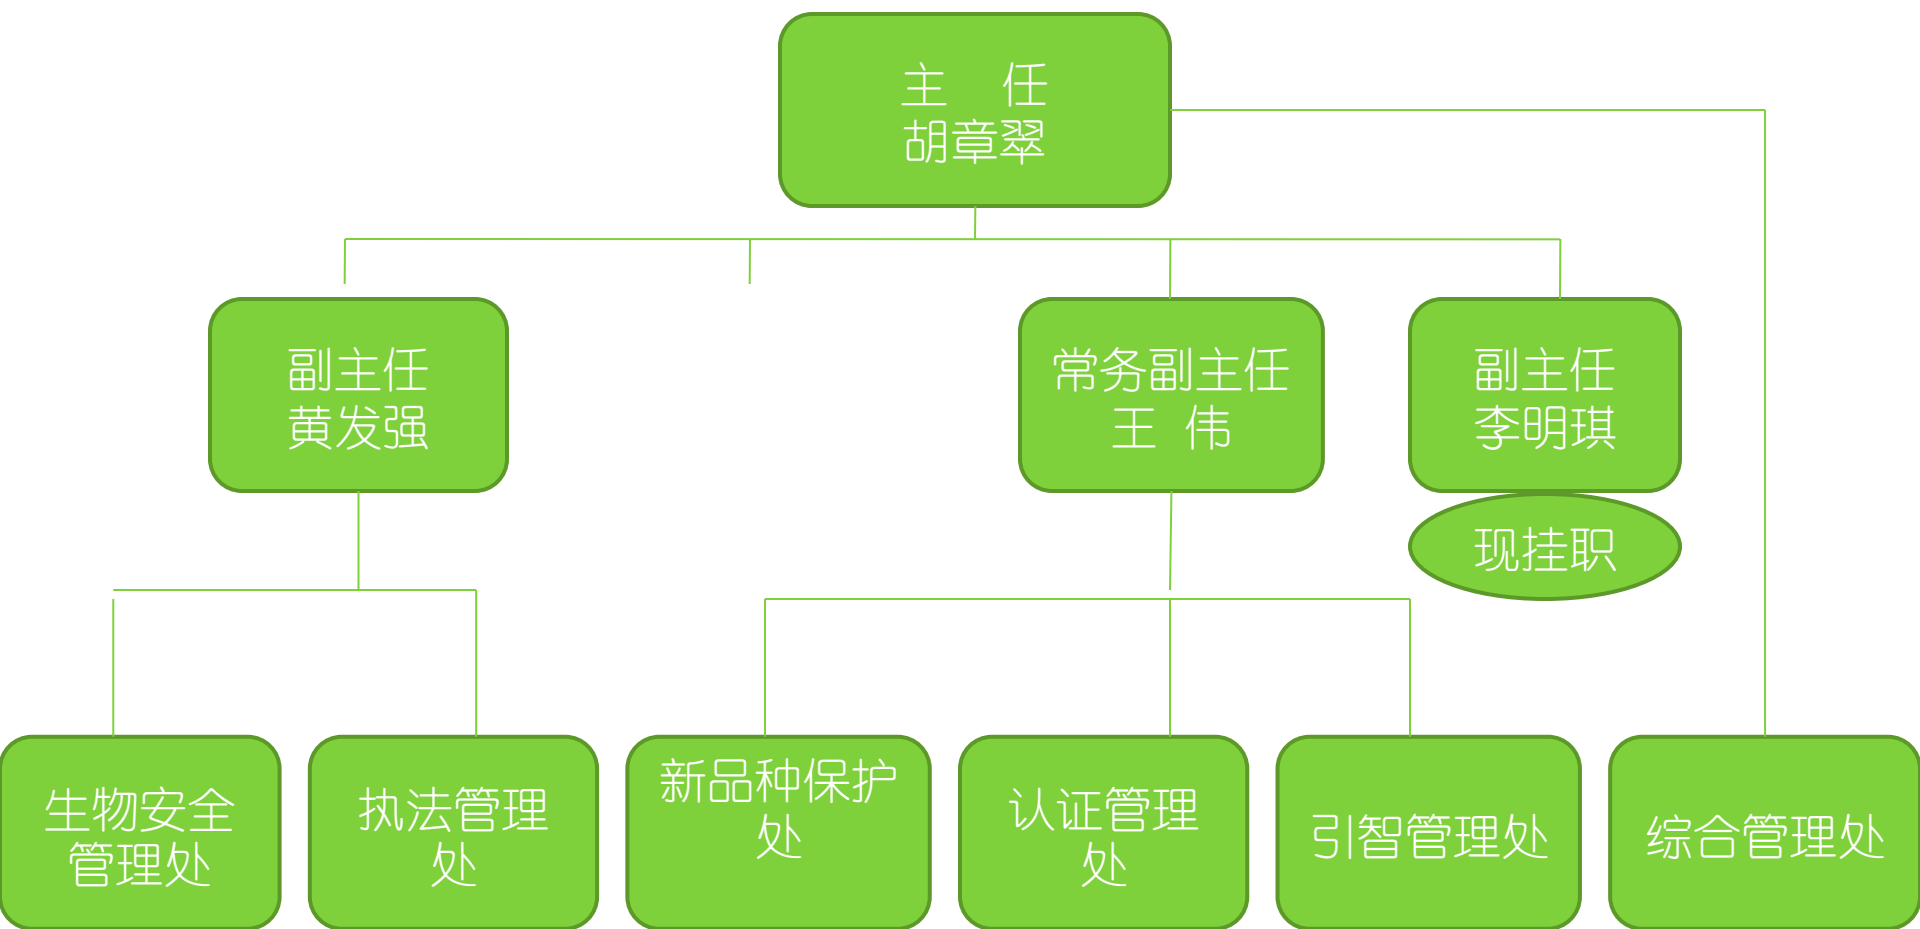 主 任
胡章翠
副主任
黄发强
常务副主任
王 伟
副主任
李明琪
现挂职
生物安全
管理处
执法管理
处
新品种保护
处
认证管理
处
引智管理处
综合管理处